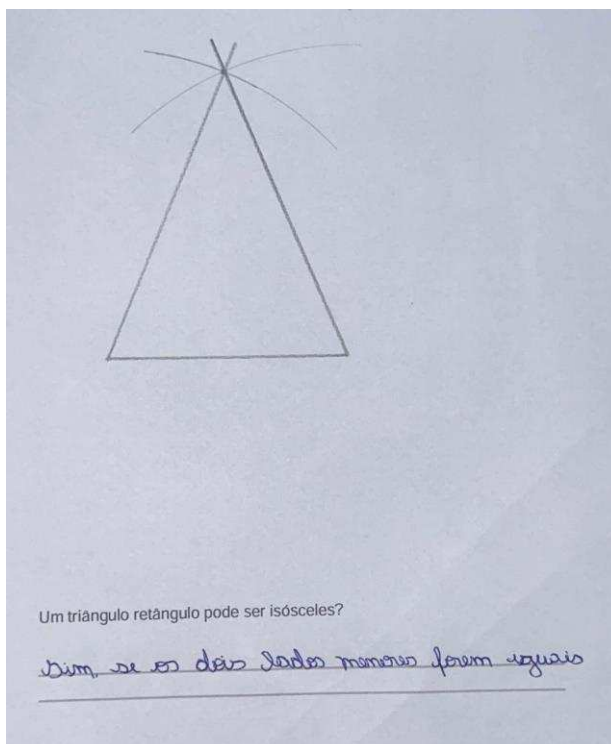 Um triângulo retângulo pode ser isósceles?
Sim, se os dois lados menores forem iguais